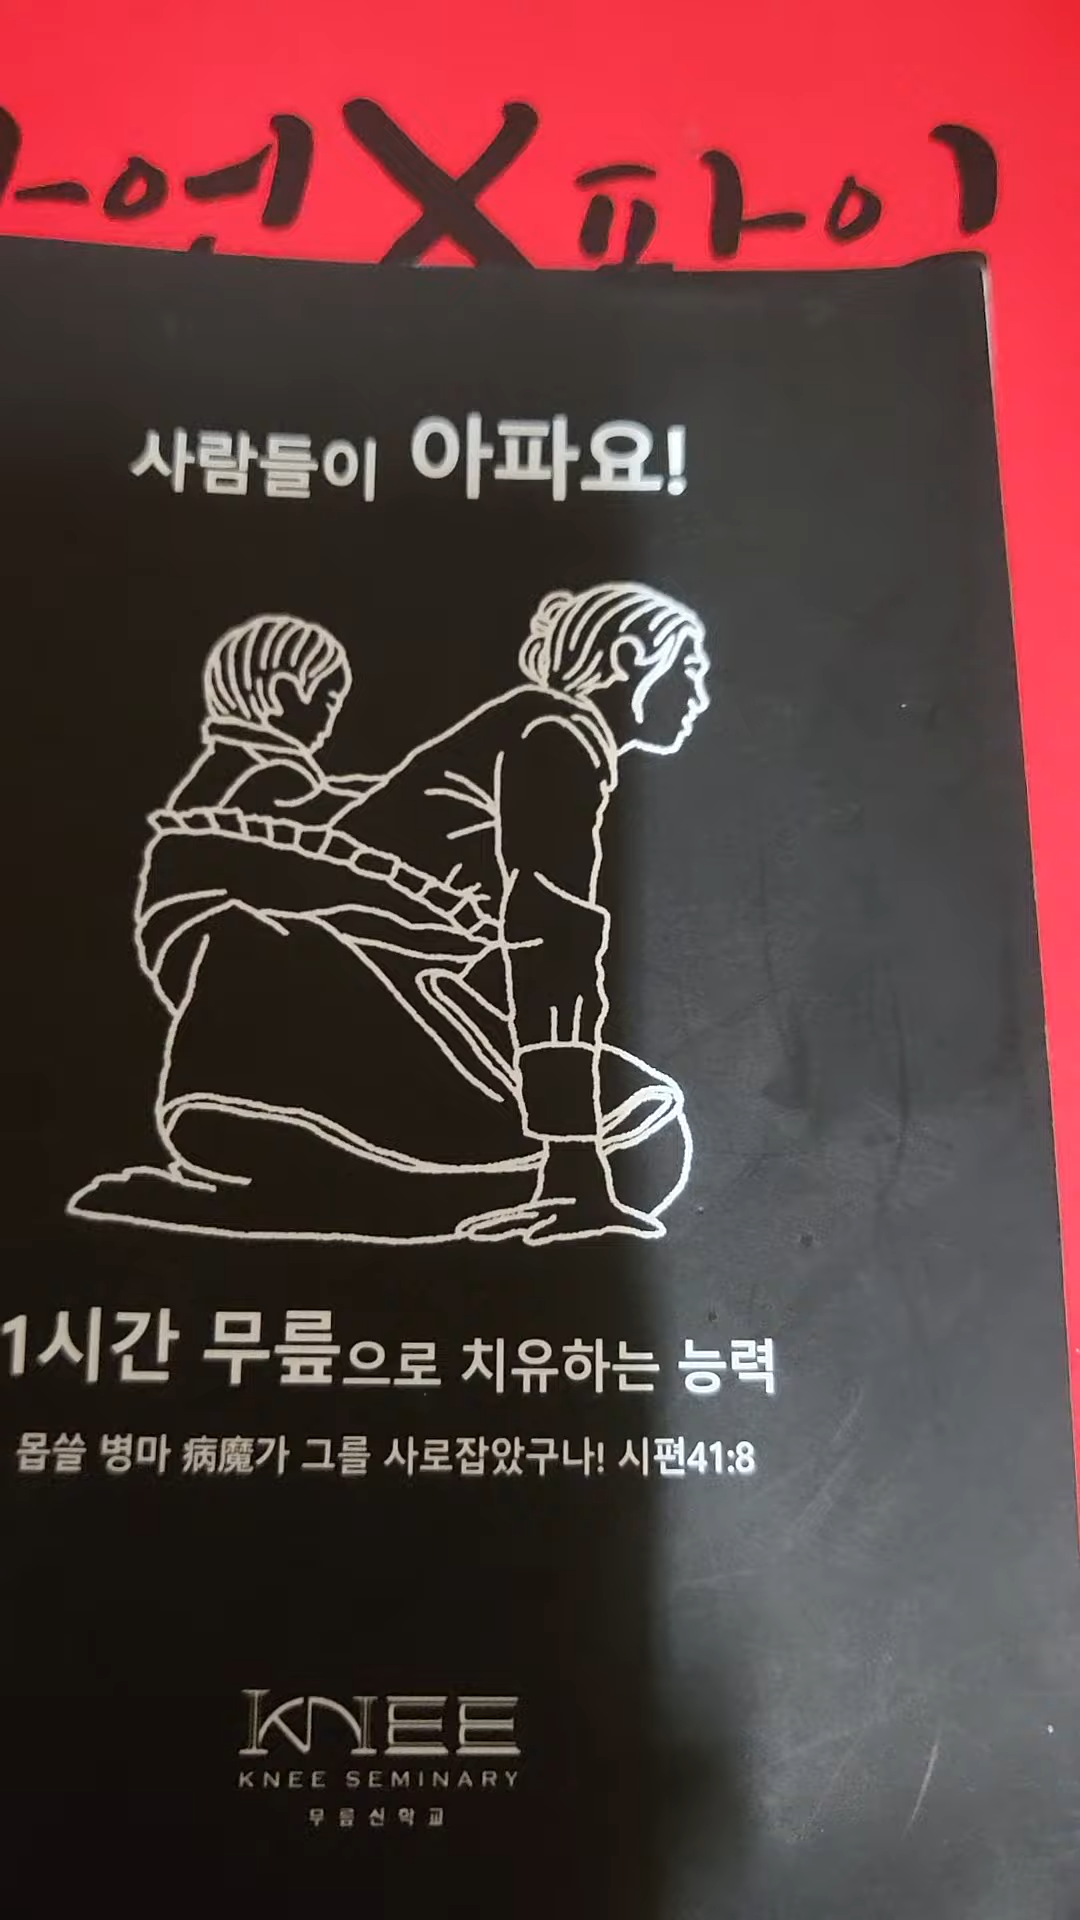 파이
사람들이 아파요!
1시간 무릎으로 치유하는 능력
몹쓸 병마 病魔가 그를 사로잡았구나! 시편41:8
KNEE
KNEE SEMINARY
무릎신학교